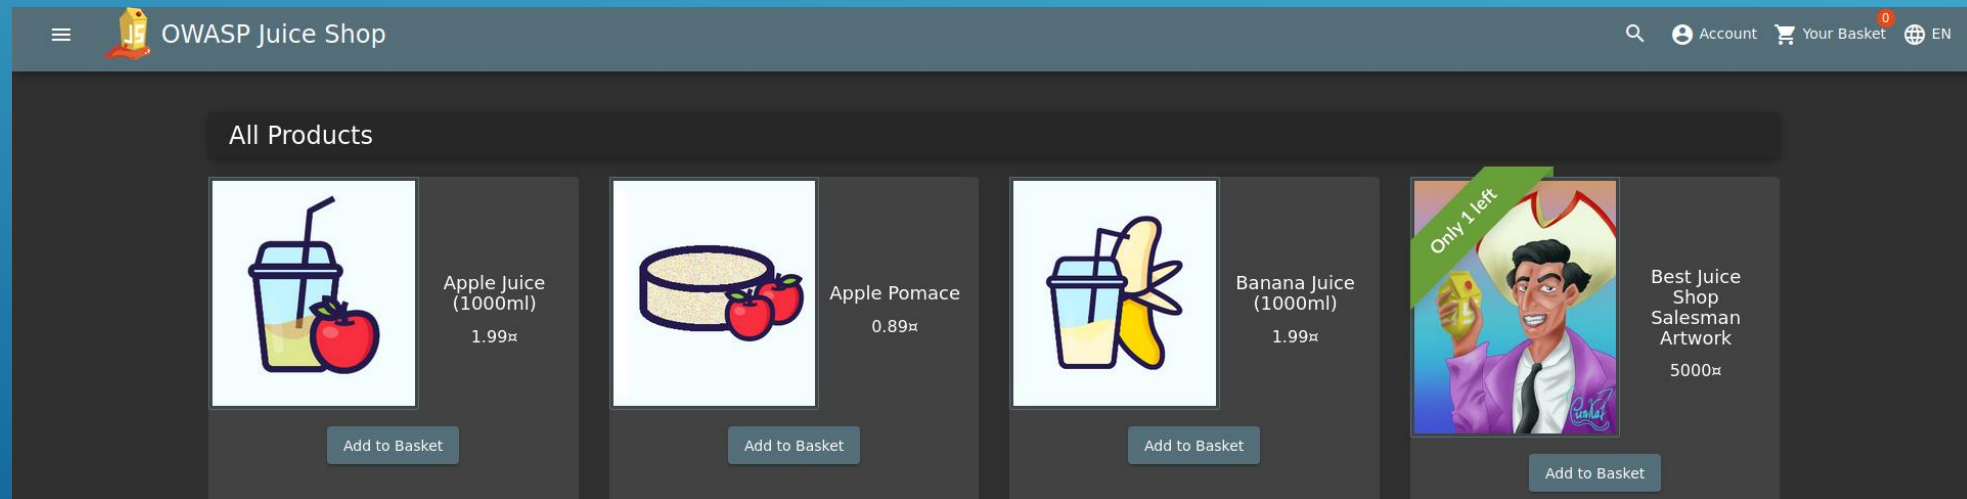 JS
OWASP Juice Shop
Account
Your Basket
0
EN
All Products
Only 1 left
Apple Juice
(1000ml)
1.99¤
Add to Basket
Apple Pomace
0.89¤
Add to Basket
Banana Juice
(1000ml)
1.99¤
Add to Basket
Best Juice
Shop
Salesman
Artwork
5000¤
Add to Basket